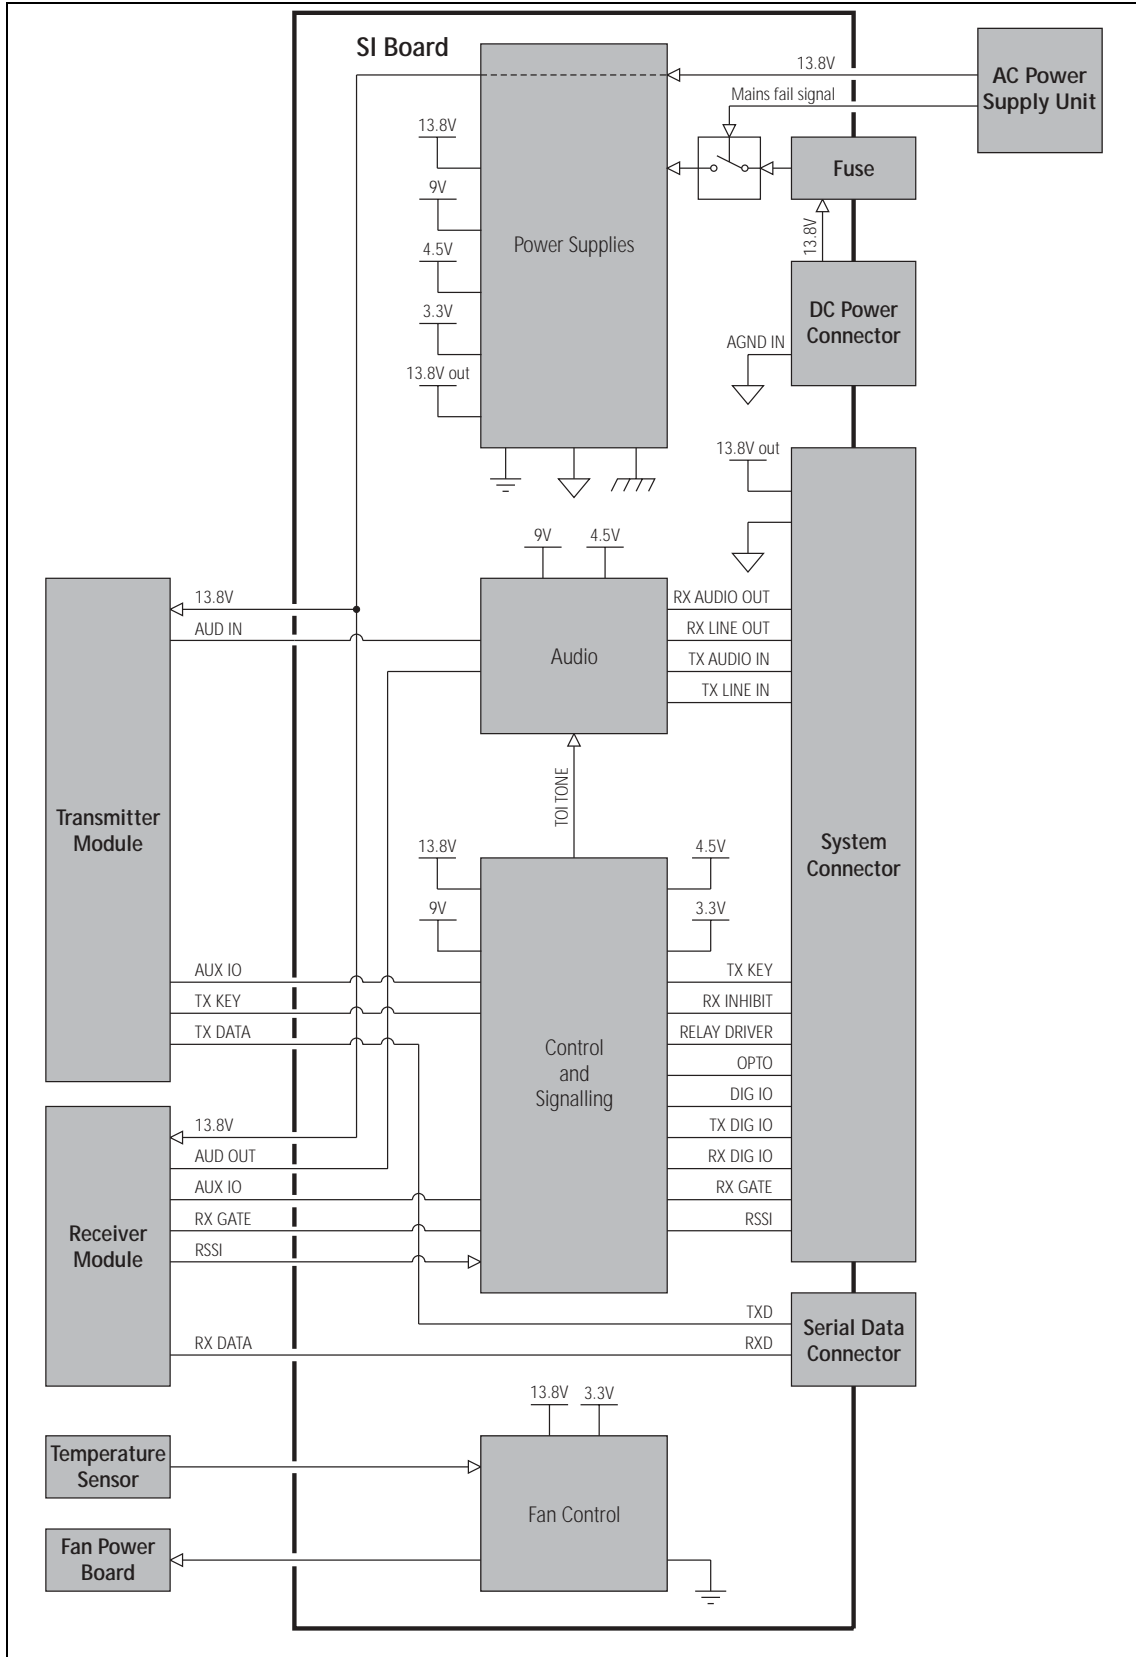 SI Board
13.8V
AC Power
Supply Unit
Mains fail signal
13.8V
Fuse
9V
13.8V
4.5V
Power Supplies
3.3V
DC Power
Connector
AGND IN
13.8V out
13.8V out
9V
4.5V
13.8V
AUD IN
RX AUDIO OUT
RX LINE OUT
Audio
TX AUDIO IN
TX LINE IN
TOI TONE
Transmitter
Module
System
Connector
13.8V
4.5V
9V
3.3V
AUX IO
TX KEY
TX KEY
RX INHIBIT
TX DATA
RELAY DRIVER
Control
and
Signalling
OPTO
DIG IO
13.8V
TX DIG IO
AUD OUT
RX DIG IO
AUX IO
RX GATE
RX GATE
RSSI
Receiver
Module
RSSI
TXD
Serial Data
Connector
RX DATA
RXD
13.8V
3.3V
Temperature
Sensor
Fan Control
Fan Power
Board